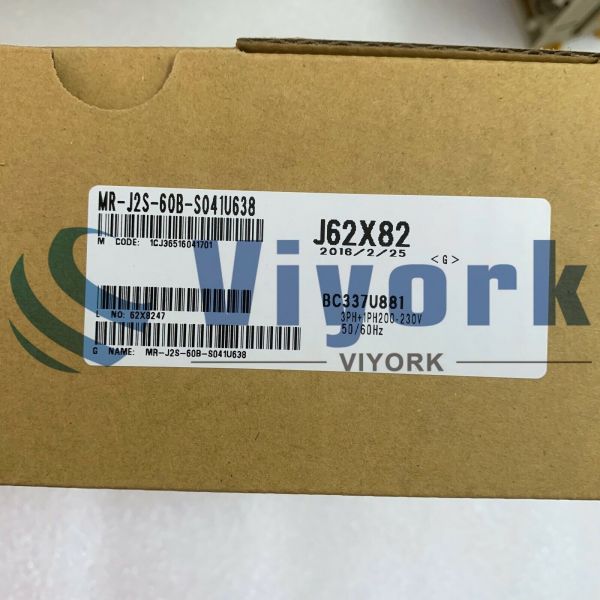 MR-J2S-60B-S041U638
M CODE: 1CJ36516041701
J62X82
2016/2/25
<G>
Viyork
BC337U881
L NO: 62X8247
3PH+1PH200-230V
50/60Hz
G NAME: MR-J2S-60B-S041U638
VIYORK